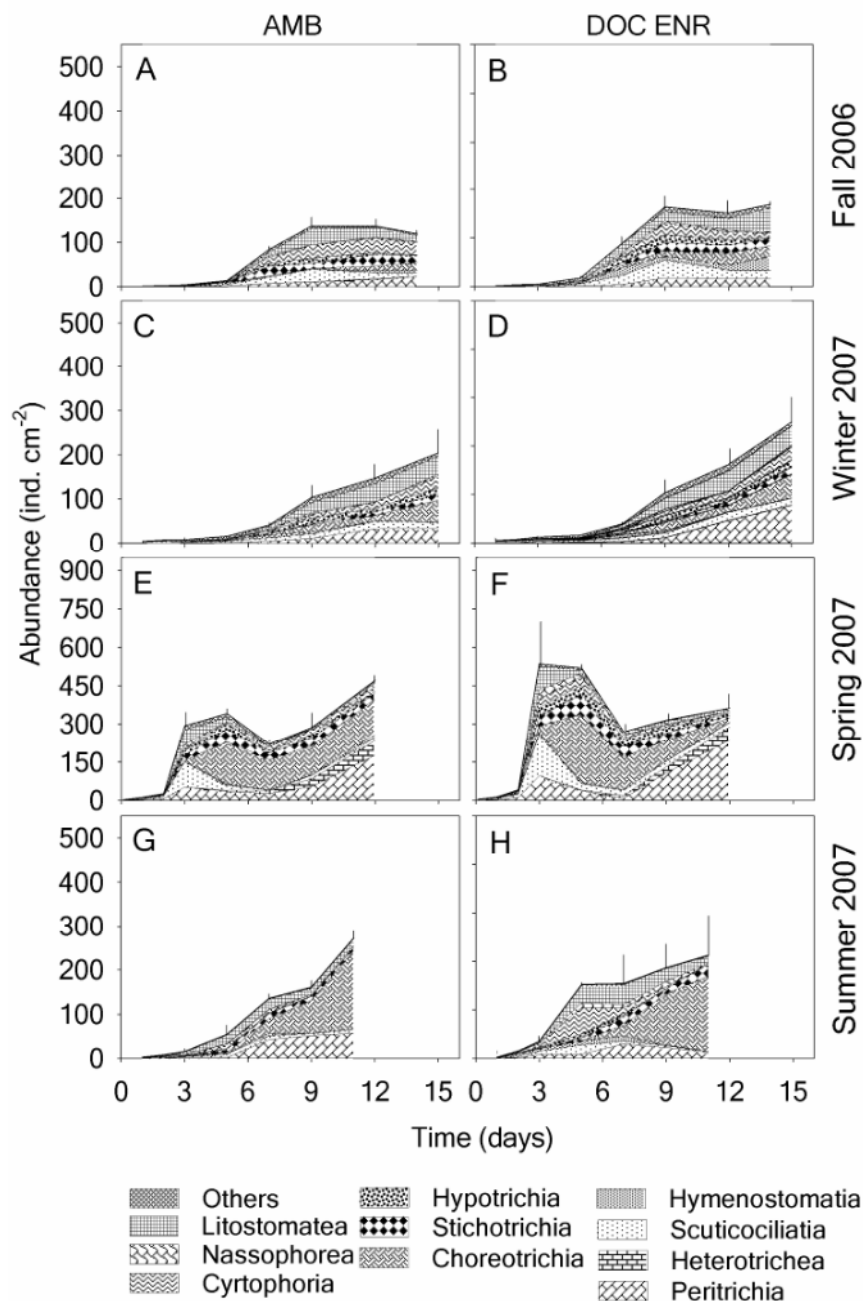 AMB DOC ENR
A B
500
400
300
200
100
0
Fall 2006
C D
500
400
300
200
100
0
Winter 2007
Abundance (ind. cm-2)
E F
900
750
600
450
300
150
0
Spring 2007
G H
500
400
300
200
100
0
Summer 2007
0 3 6 9 12 15 0 3 6 9 12 15
Time (days)
Others Hypotrichia Hymenostomatia
Litostomatea Stichotrichia Scuticociliatia
Nassophorea Choreotrichia Heterotrichea
Cyrtophoria Peritrichia